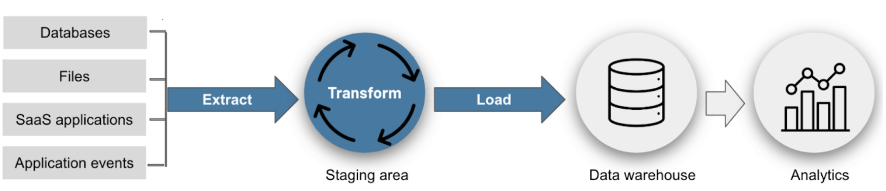 Databases
Files
SaaS applications
Application events
Extract
Transform
Staging area
Load
Data warehouse
Analytics